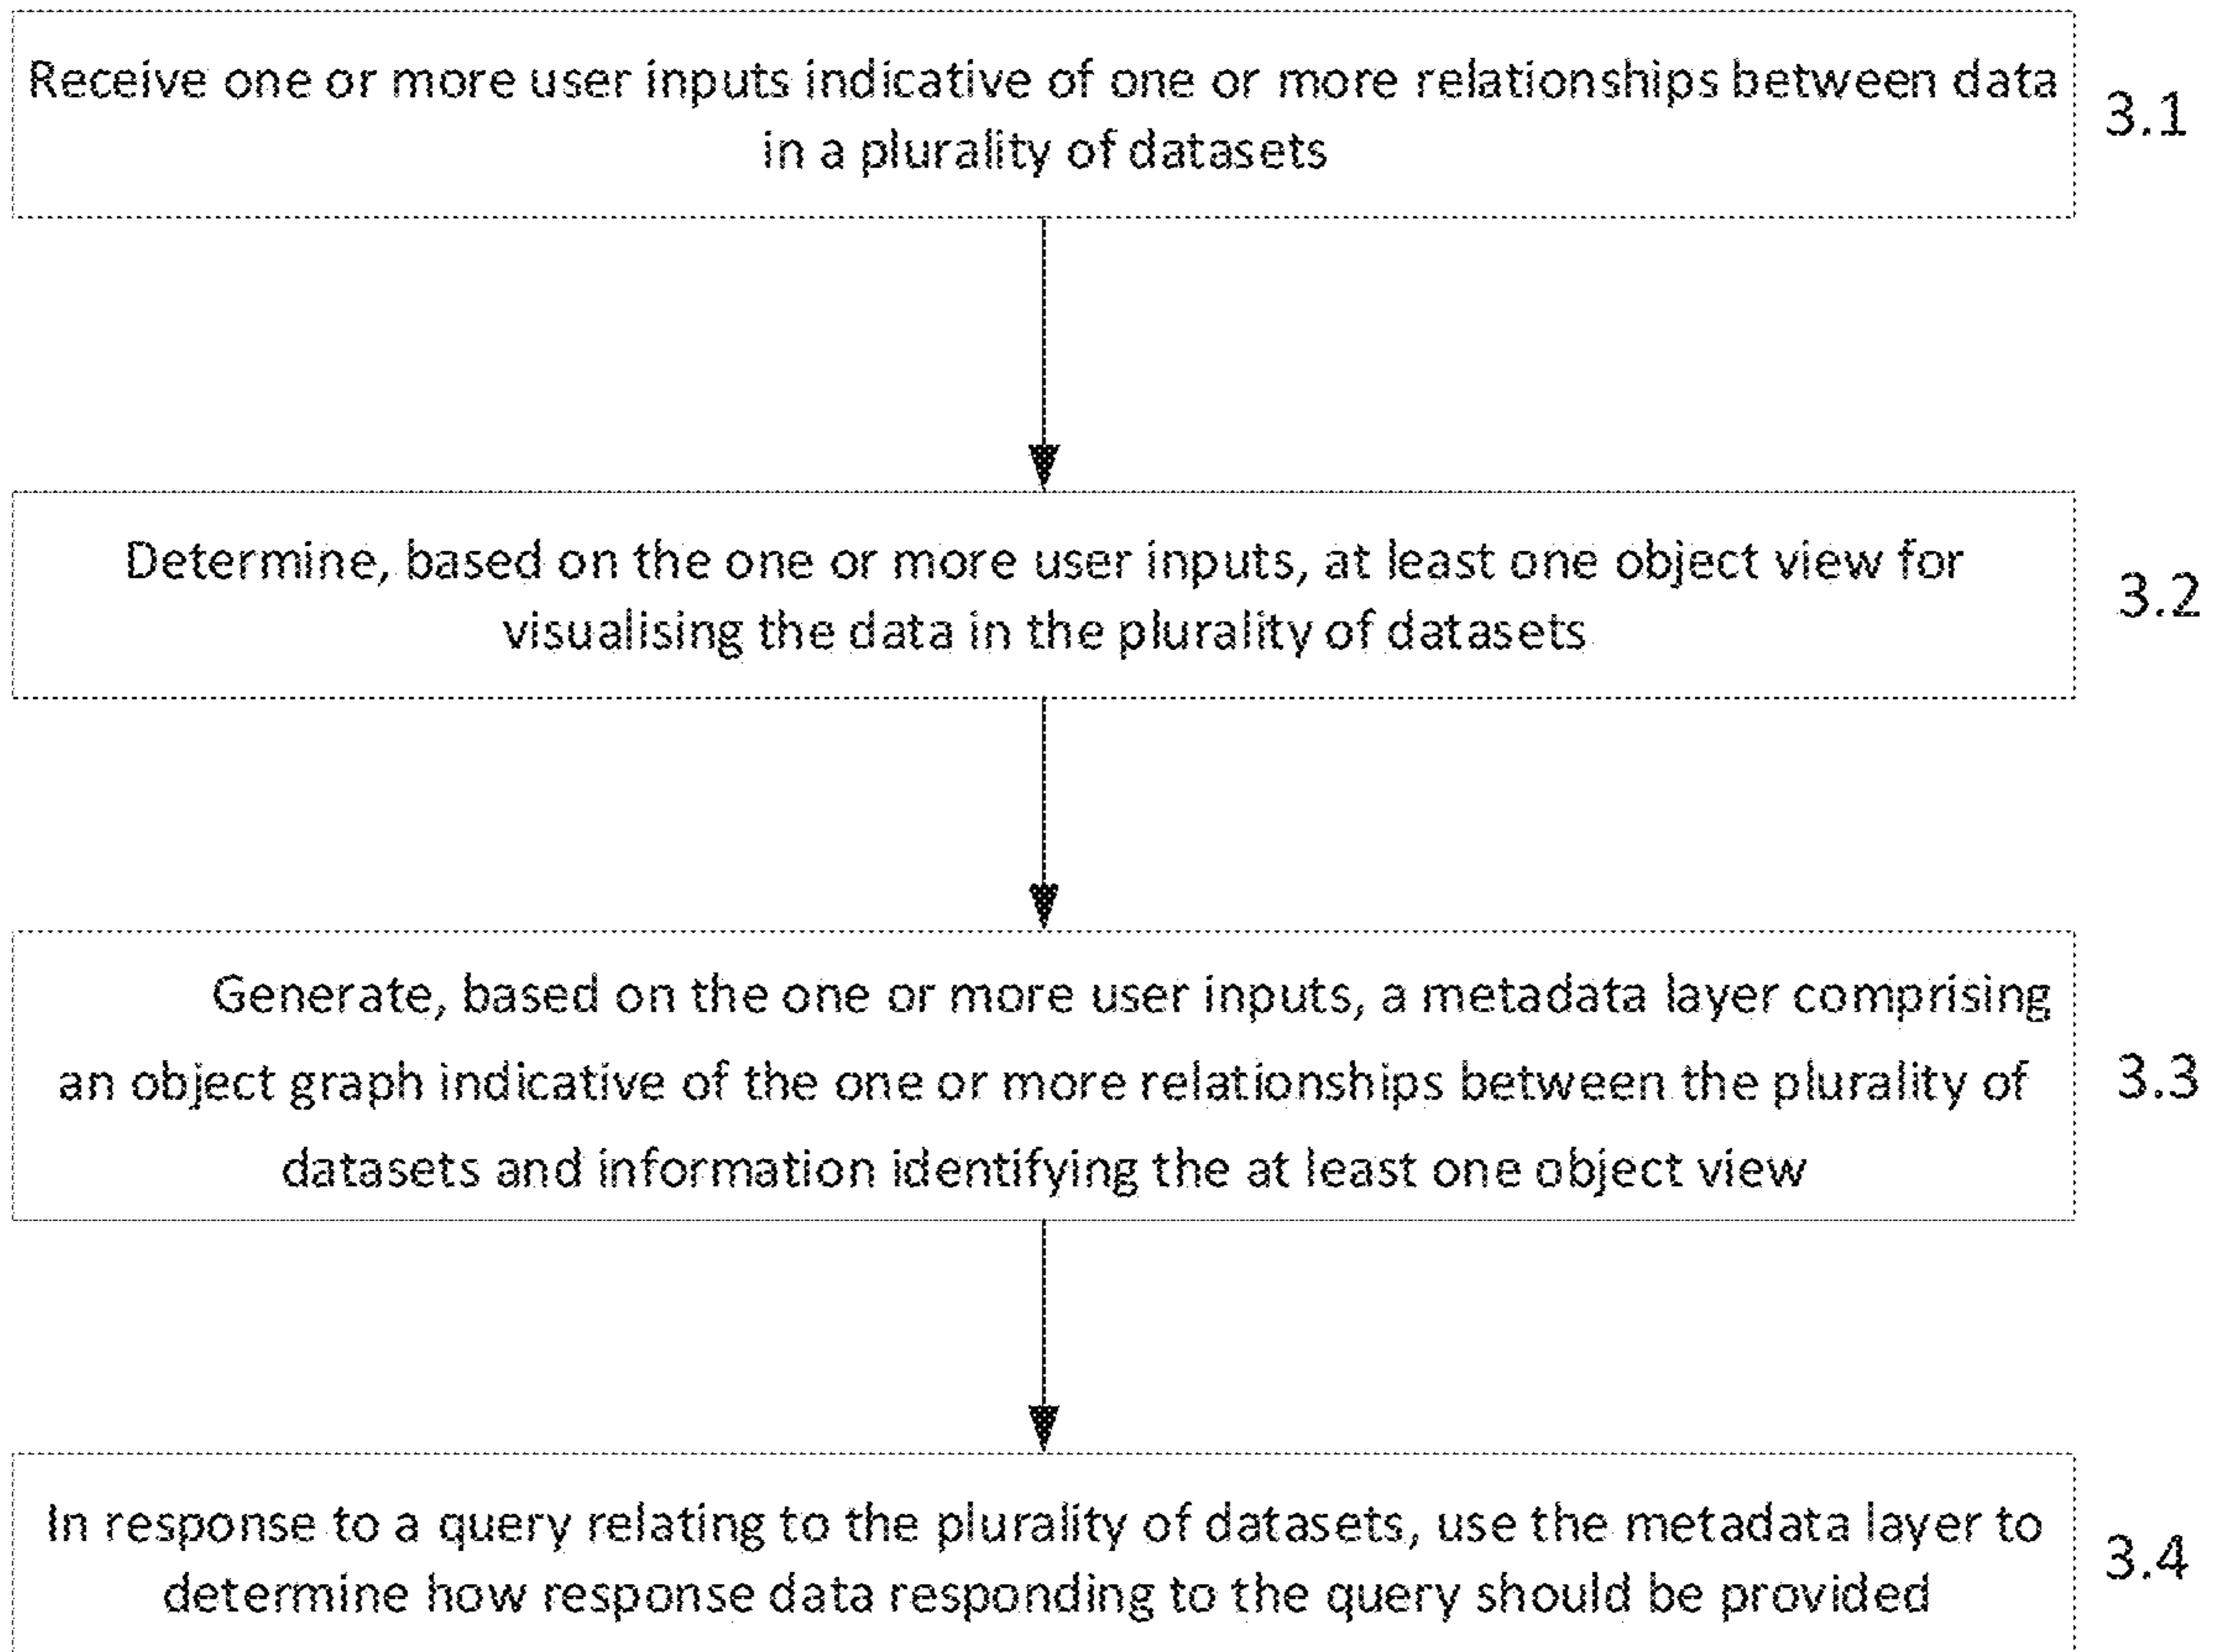 Receive one or more user inputs indicative of one or more relationships between data
in a plurality of datasets
3.1
Determine, based on the one or more user inputs, at least one object view for
visualising the data in the plurality of datasets
3.2
Generate, based on the one or more user inputs, a metadata layer comprising
an object graph indicative of the one or more relationships between the plurality of
datasets and information identifying the at least one object view
3.3
In response to a query relating to the plurality of datasets, use the metadata layer to
determine how response data responding to the query should be provided
3.4